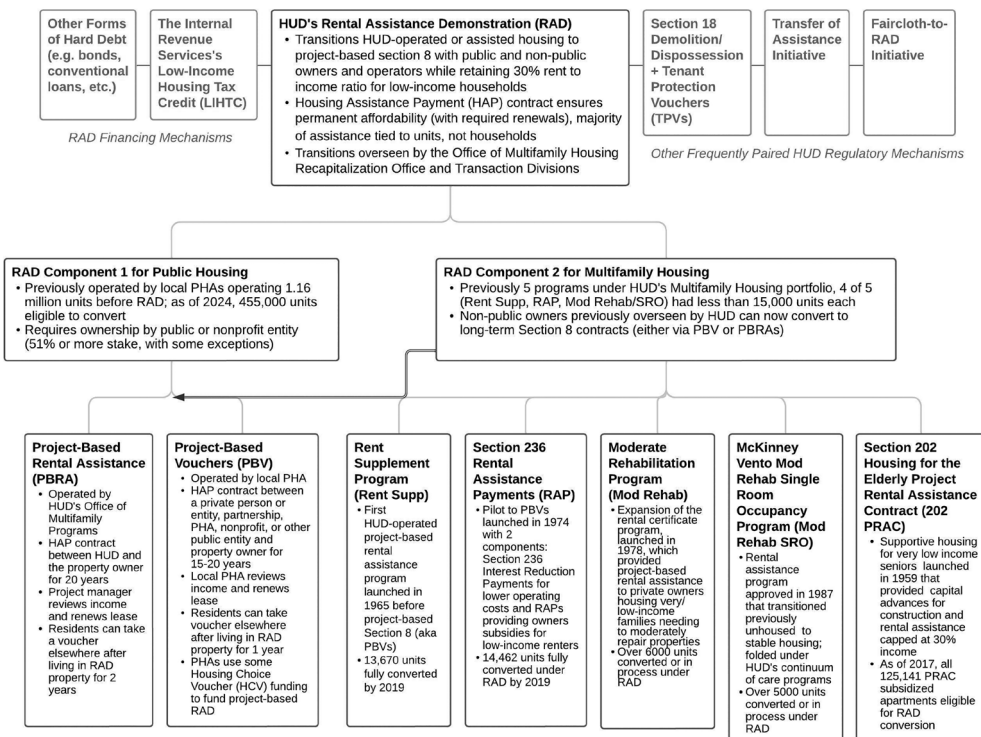 Other Forms
of Hard Debt
(e.g. bonds,
conventional
loans, etc.)
The Internal
Revenue
Services's
Low-Income
Housing Tax
Credit (LIHTC)
RAD Financing Mechanisms
HUD's Rental Assistance Demonstration (RAD)
• Transitions HUD-operated or assisted housing to
project-based section 8 with public and non-public
owners and operators while retaining 30% rent to
income ratio for low-income households
• Housing Assistance Payment (HAP) contract ensures
permanent affordability (with required renewals), majority
of assistance tied to units, not households
• Transitions overseen by the Office of Multifamily Housing
Recapitalization Office and Transaction Divisions
Section 18
Demolition/
Dispossession
+ Tenant
Protection
Vouchers
(TPVs)
Transfer of
Assistance
Initiative
Faircloth-to-
RAD
Initiative
Other Frequently Paired HUD Regulatory Mechanisms
RAD Component 1 for Public Housing
• Previously operated by local PHAs operating 1.16
million units before RAD; as of 2024, 455,000 units
eligible to convert
• Requires ownership by public or nonprofit entity
(51% or more stake, with some exceptions)
RAD Component 2 for Multifamily Housing
• Previously 5 programs under HUD's Multifamily Housing portfolio, 4 of 5
(Rent Supp, RAP, Mod Rehab/SRO) had less than 15,000 units each
• Non-public owners previously overseen by HUD can now convert to
long-term Section 8 contracts (either via PBV or PBRAs)
Project-Based
Rental Assistance
(PBRA)
• Operated by
HUD's Office of
Multifamily
Programs
• HAP contract
between HUD and
the property owner
for 20 years
• Project manager
reviews income
and renews lease
• Residents can take
a voucher
elsewhere after
living in RAD
property for 2
years
Project-Based
Vouchers (PBV)
• Operated by local PHA
• HAP contract between
a private person or
entity, partnership,
PHA, nonprofit, or other
public entity and
property owner for
15-20 years
• Local PHA reviews
income and renews
lease
• Residents can take
voucher elsewhere
after living in RAD
property for 1 year
• PHAs use some
Housing Choice
Voucher (HCV) funding
to fund project-based
RAD
Rent
Supplement
Program
(Rent Supp)
• First
HUD-operated
project-based
rental
assistance
program
launched in
1965 before
project-based
Section 8 (aka
PBVs)
• 13,670 units
fully converted
by 2019
Section 236
Rental
Assistance
Payments (RAP)
• Pilot to PBVs
launched in 1974
with 2
components:
Section 236
Interest Reduction
Payments for
lower operating
costs and RAPs
providing owners
subsidies for
low-income renters
• 14,462 units fully
converted under
RAD by 2019
Moderate
Rehabilitation
Program
(Mod Rehab)
• Expansion of the
rental certificate
program,
launched in
1978, which
provided
project-based
rental assistance
to private owners
housing very/
low-income
families needing
to moderately
repair properties
• Over 6000 units
converted or in
process under
RAD
McKinney
Vento Mod
Rehab Single
Room
Occupancy
Program (Mod
Rehab SRO)
• Rental
assistance
program
approved in 1987
that transitioned
previously
unhoused to
stable housing;
folded under
HUD's continuum
of care programs
• Over 5000 units
converted or in
process under
RAD
Section 202
Housing for the
Elderly Project
Rental Assistance
Contract (202
PRAC)
• Supportive housing
for very low income
seniors launched
in 1959 that
provided capital
advances for
construction and
rental assistance
capped at 30%
income
• As of 2017, all
125,141 PRAC
subsidized
apartments eligible
for RAD
conversion